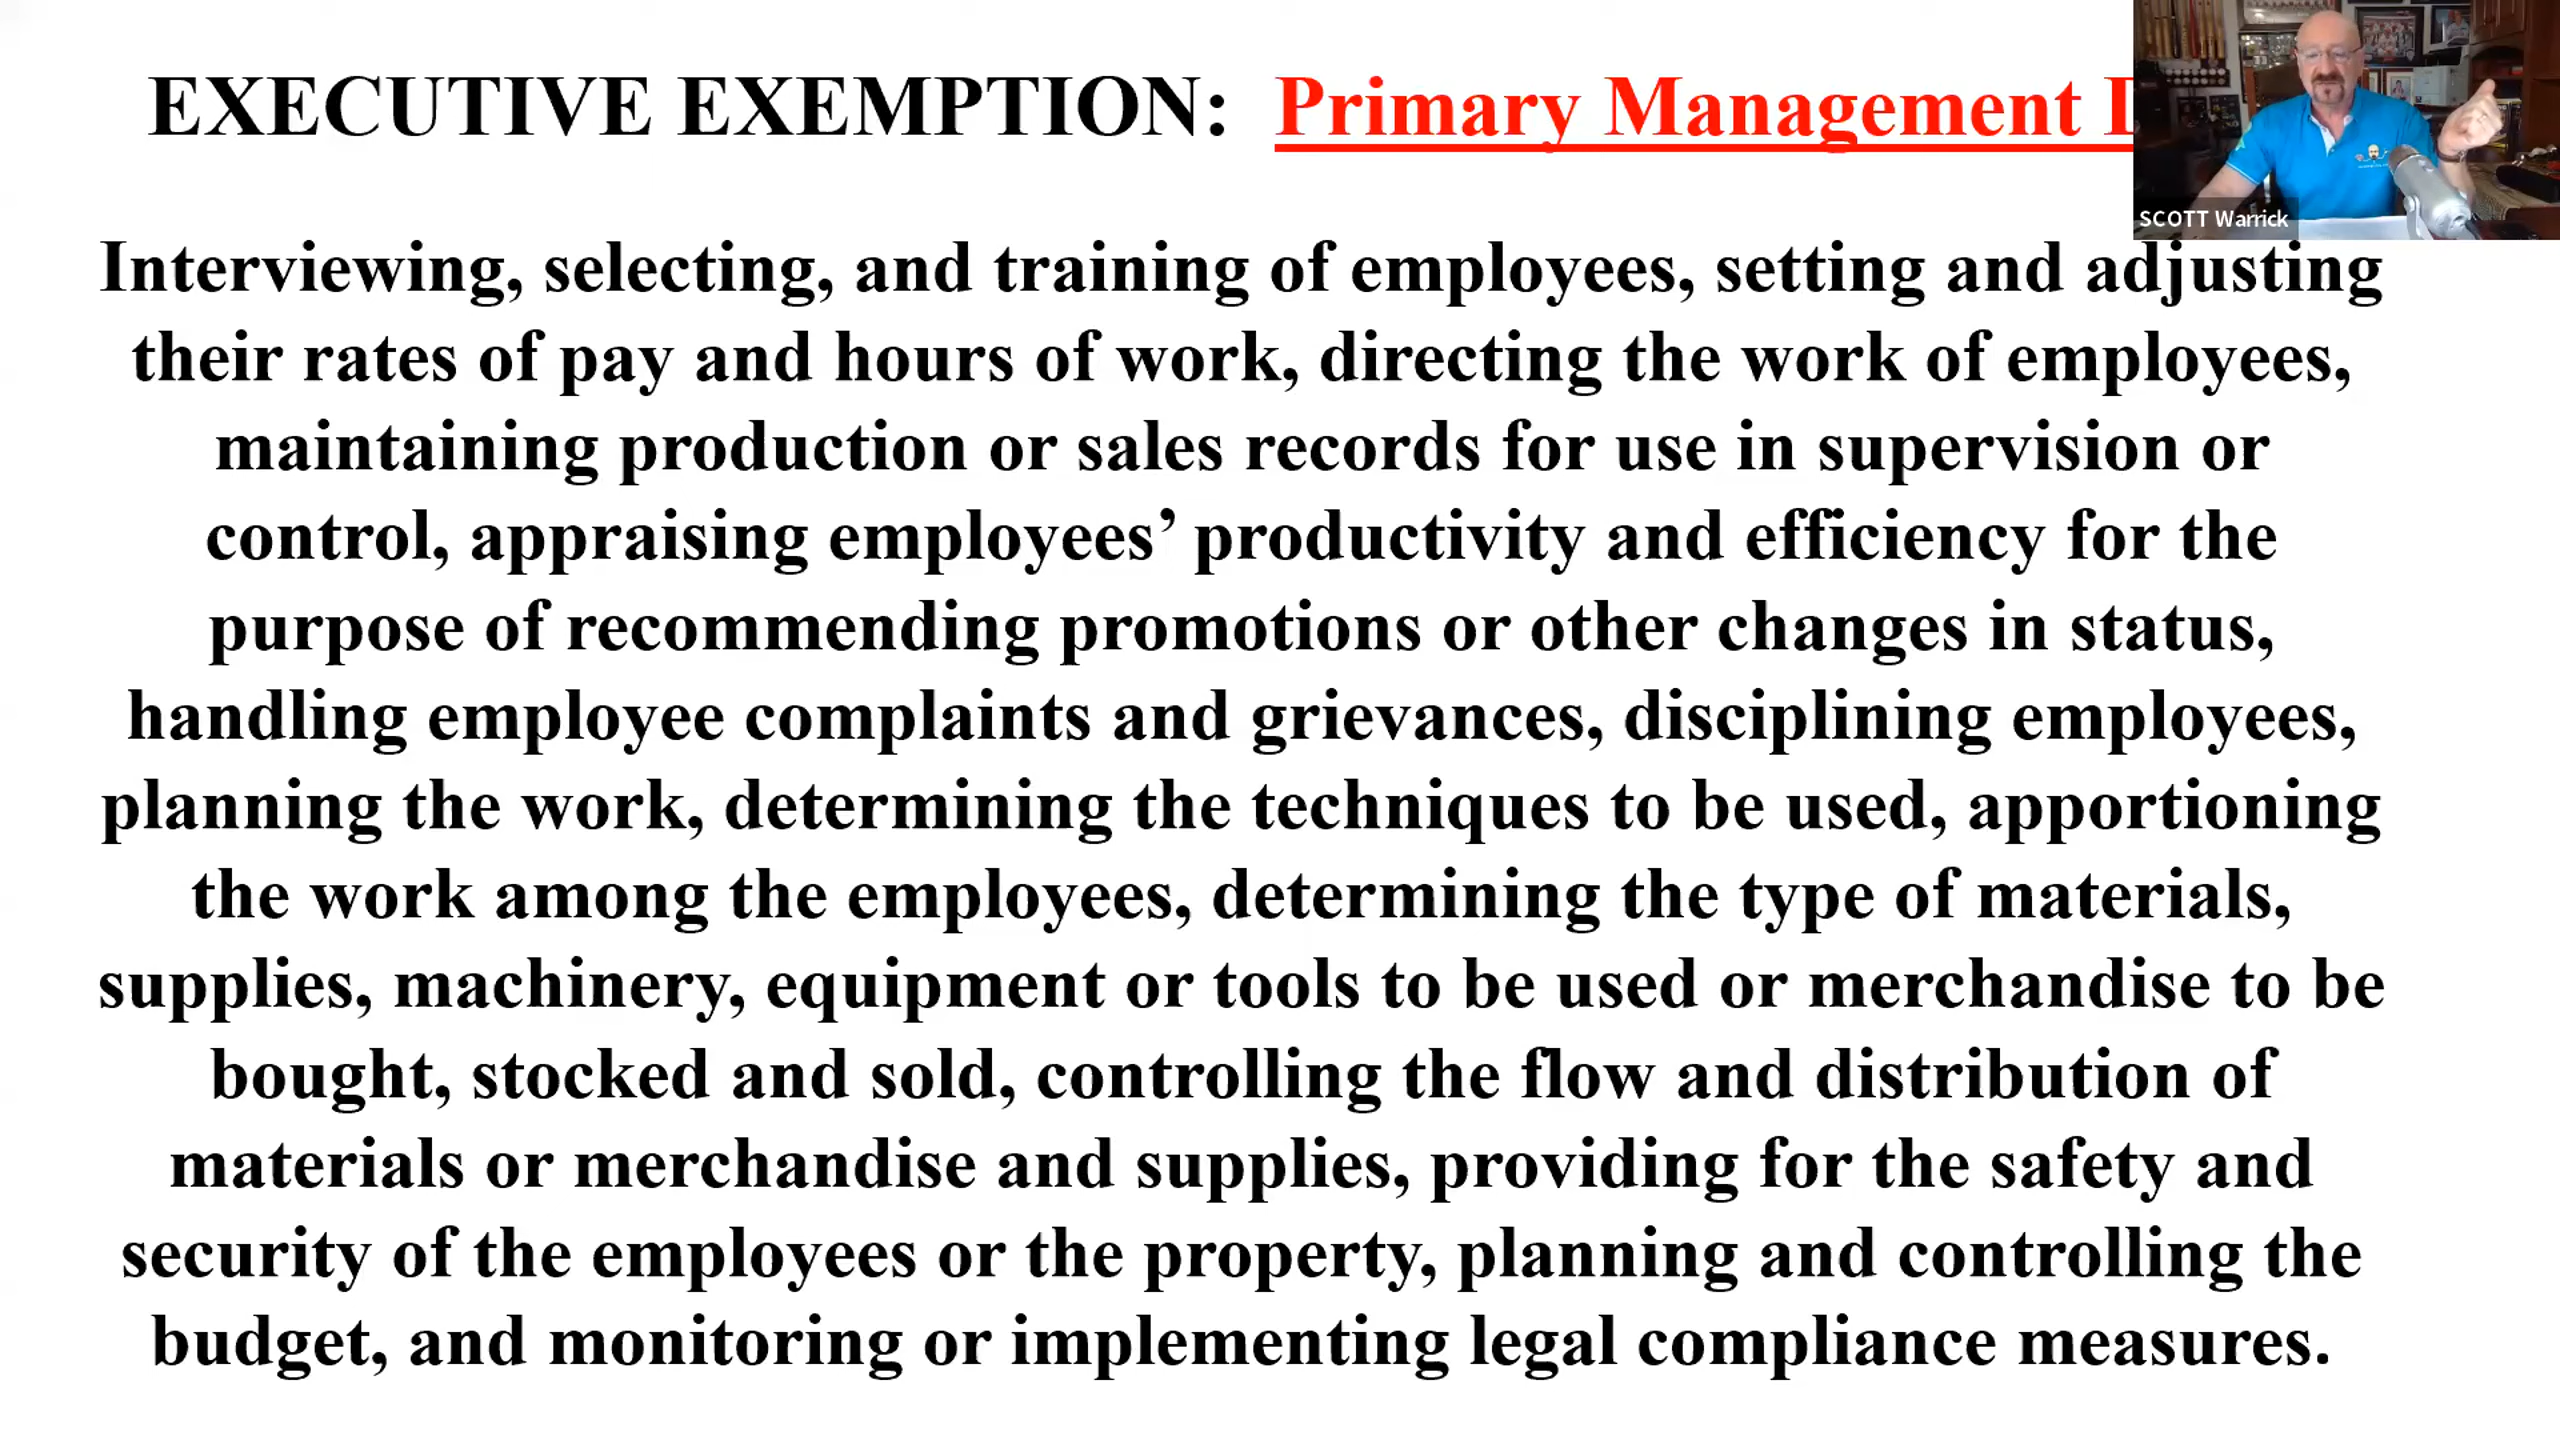 EXECUTIVE EXEMPTION: Primary Management
SCOTT Warrick
Interviewing, selecting, and training of employees, setting and adjusting
their rates of pay and hours of work, directing the work of employees,
maintaining production or sales records for use in supervision or
control, appraising employees’ productivity and efficiency for the
purpose of recommending promotions or other changes in status,
handling employee complaints and grievances, disciplining employees,
planning the work, determining the techniques to be used, apportioning
the work among the employees, determining the type of materials,
supplies, machinery, equipment or tools to be used or merchandise to be
bought, stocked and sold, controlling the flow and distribution of
materials or merchandise and supplies, providing for the safety and
security of the employees or the property, planning and controlling the
budget, and monitoring or implementing legal compliance measures.